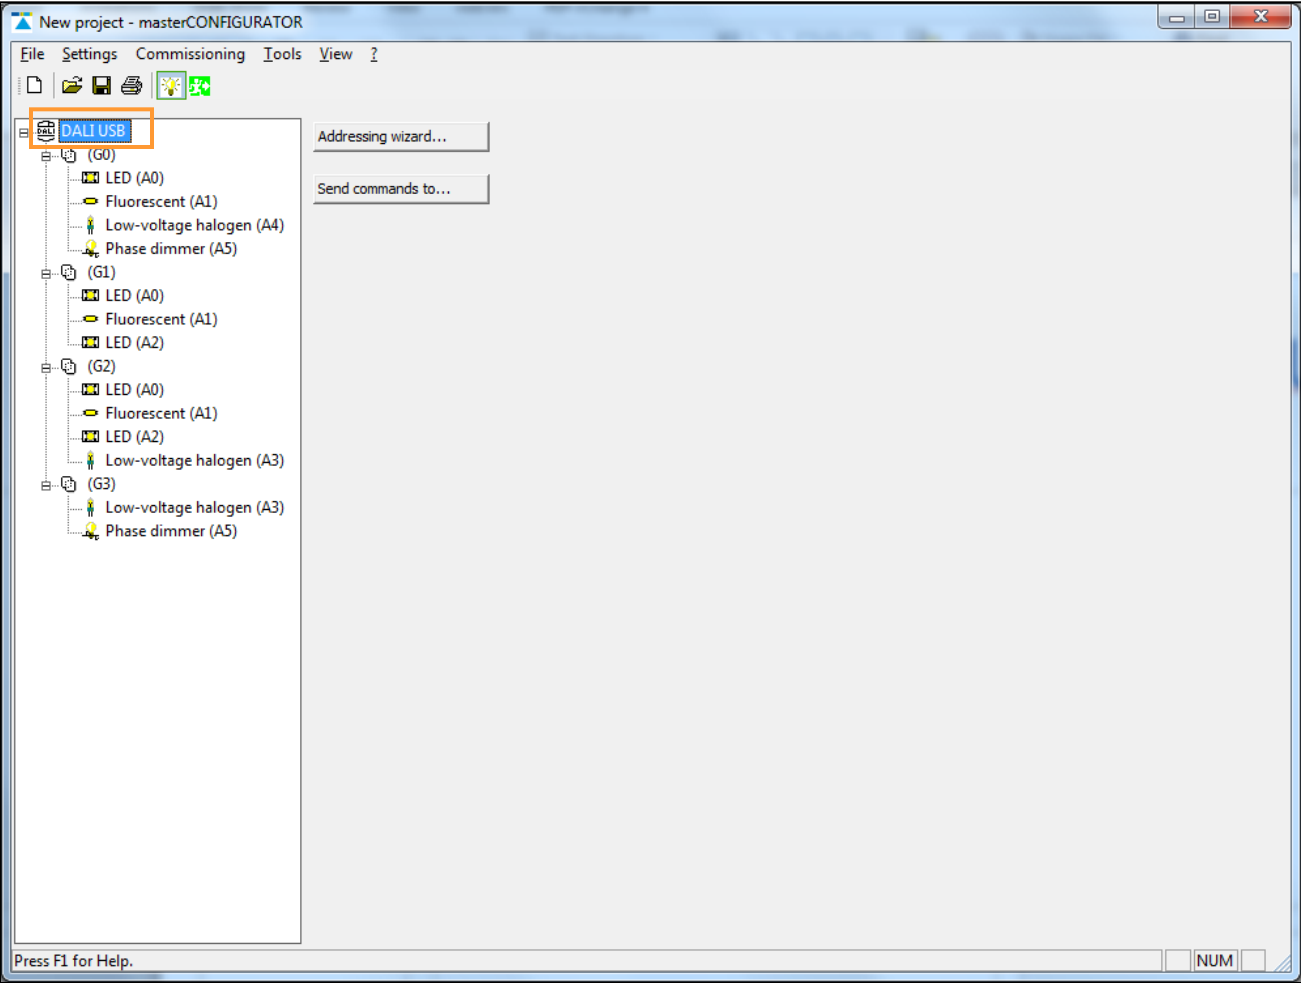 New project - masterCONFIGURATOR
File Settings Commissioning Tools View ?
DALI USB
(G0)
LED (A0)
Fluorescent (A1)
Low-voltage halogen (A4)
Phase dimmer (A5)
(G1)
LED (A0)
Fluorescent (A1)
LED (A2)
(G2)
LED (A0)
Fluorescent (A1)
LED (A2)
Low-voltage halogen (A3)
(G3)
Low-voltage halogen (A3)
Phase dimmer (A5)
Addressing wizard...
Send commands to...
Press F1 for Help.
NUM